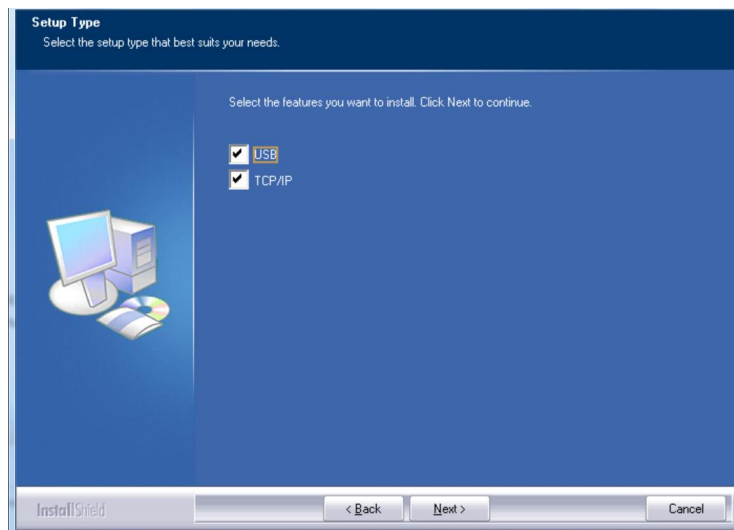 Setup Type
Select the setup type that best suits your needs.
Select the features you want to install. Click Next to continue.
USB
TCP/IP
InstallShield
< Back
Next >
Cancel